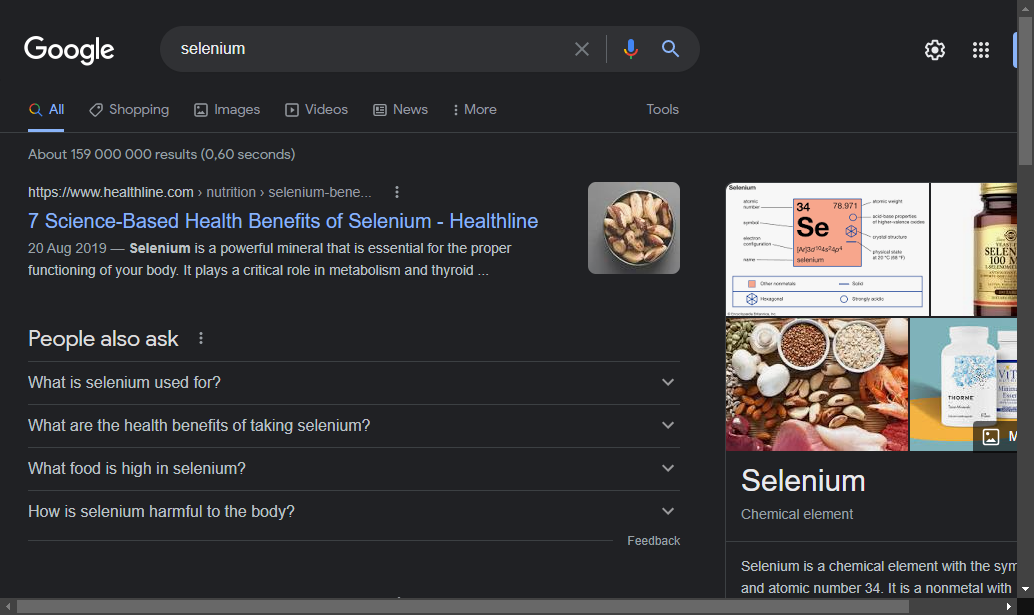 Google
selenium
All
Shopping
Images
Videos
News
More
Tools
About 159 000 000 results (0,60 seconds)
https://www.healthline.com › nutrition › selenium-bene...
7 Science-Based Health Benefits of Selenium - Healthline
20 Aug 2019 — Selenium is a powerful mineral that is essential for the proper
functioning of your body. It plays a critical role in metabolism and thyroid ...
People also ask
What is selenium used for?
What are the health benefits of taking selenium?
What food is high in selenium?
How is selenium harmful to the body?
Feedback
Selenium
atomic
number
symbol
electron
configuration
name
34
78.971
Se
[Ar]3d¹⁰4s²4p⁴
selenium
atomic weight
acid-base properties
of higher-valence oxides
crystal structure
physical state
at 20 °C (68 °F)
Other nonmetals
Solid
Hexagonal
Strongly acidic
SELEN
100 M
THORNE
VIT
M
Selenium
Chemical element
Selenium is a chemical element with the sym
and atomic number 34. It is a nonmetal with